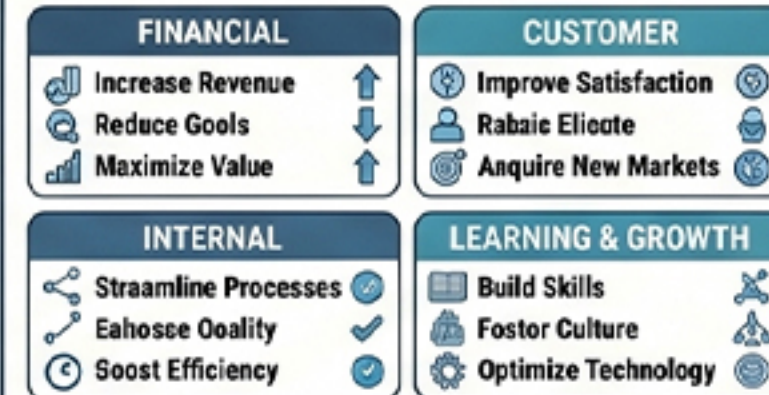 FINANCIAL
Increase Revenue
Reduce Gools
Maximize Value
CUSTOMER
Improve Satisfaction
Rabaic Elicote
Anquire New Markets
INTERNAL
Straamline Processes
Eahosce Ooality
Soost Efficiency
LEARNING & GROWTH
Build Skills
Fostor Culture
Optimize Technology